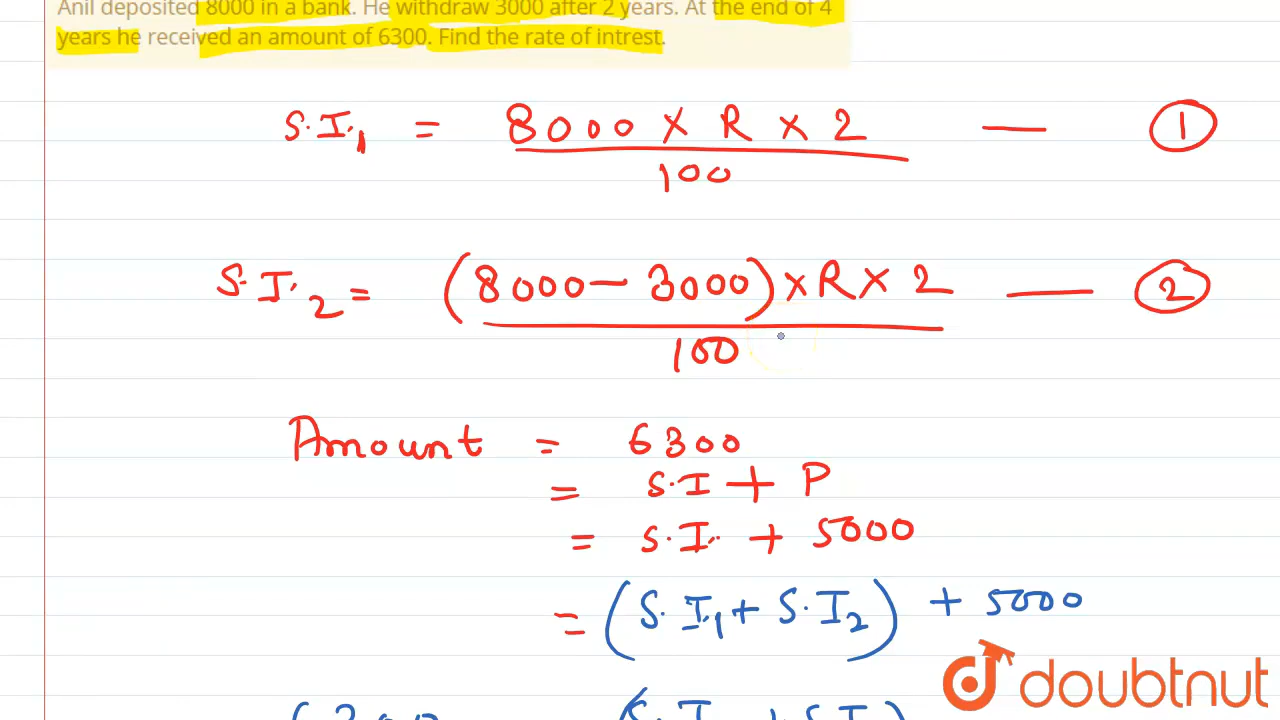 Anil deposited 8000 in a bank. He withdraw 3000 after 2 years. At the end of 4
years he received an amount of 6300. Find the rate of intrest.
S.I.₁ = 8000 × R × 2 — ①
100
S.I.₂ = (8000 - 3000) × R × 2 — ②
100
Amount = 6300
= S.I + P
= S.I. + 5000
= (S.I.₁ + S.I₂) + 5000
doubtnut